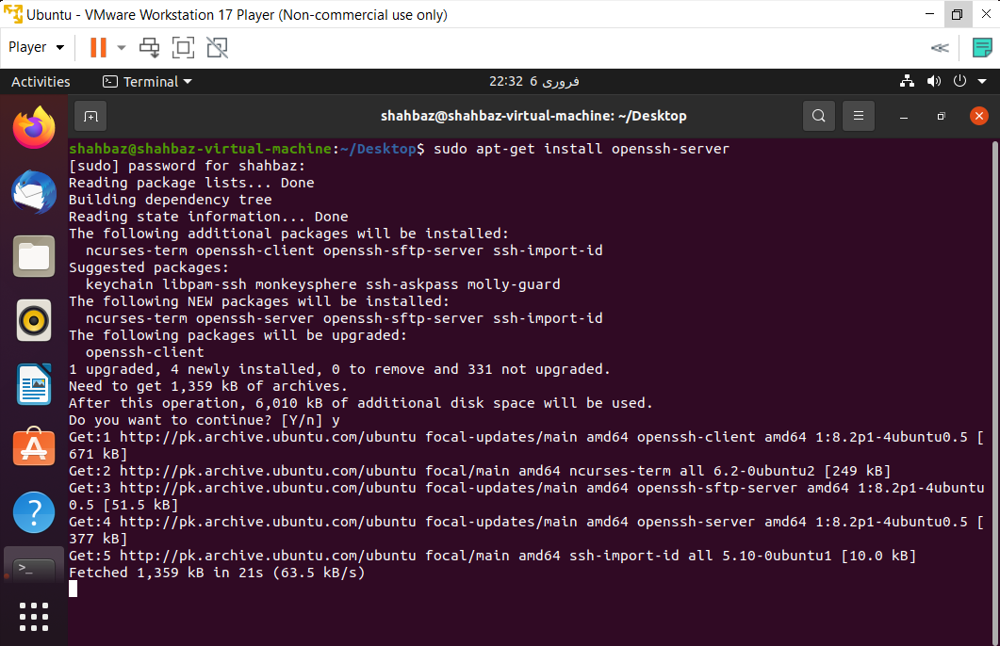 Ubuntu - VMware Workstation 17 Player (Non-commercial use only)
Player
Activities
Terminal
22:32 6 فروری
shahbaz@shahbaz-virtual-machine: ~/Desktop
shahbaz@shahbaz-virtual-machine:~/Desktop$ sudo apt-get install openssh-server
[sudo] password for shahbaz:
Reading package lists... Done
Building dependency tree
Reading state information... Done
The following additional packages will be installed:
  ncurses-term openssh-client openssh-sftp-server ssh-import-id
Suggested packages:
  keychain libpam-ssh monkeysphere ssh-askpass molly-guard
The following NEW packages will be installed:
  ncurses-term openssh-server openssh-sftp-server ssh-import-id
The following packages will be upgraded:
  openssh-client
1 upgraded, 4 newly installed, 0 to remove and 331 not upgraded.
Need to get 1,359 kB of archives.
After this operation, 6,010 kB of additional disk space will be used.
Do you want to continue? [Y/n] y
Get:1 http://pk.archive.ubuntu.com/ubuntu focal-updates/main amd64 openssh-client amd64 1:8.2p1-4ubuntu0.5 [
671 kB]
Get:2 http://pk.archive.ubuntu.com/ubuntu focal/main amd64 ncurses-term all 6.2-0ubuntu2 [249 kB]
Get:3 http://pk.archive.ubuntu.com/ubuntu focal-updates/main amd64 openssh-sftp-server amd64 1:8.2p1-4ubuntu
0.5 [51.5 kB]
Get:4 http://pk.archive.ubuntu.com/ubuntu focal-updates/main amd64 openssh-server amd64 1:8.2p1-4ubuntu0.5 [
377 kB]
Get:5 http://pk.archive.ubuntu.com/ubuntu focal/main amd64 ssh-import-id all 5.10-0ubuntu1 [10.0 kB]
Fetched 1,359 kB in 21s (63.5 kB/s)